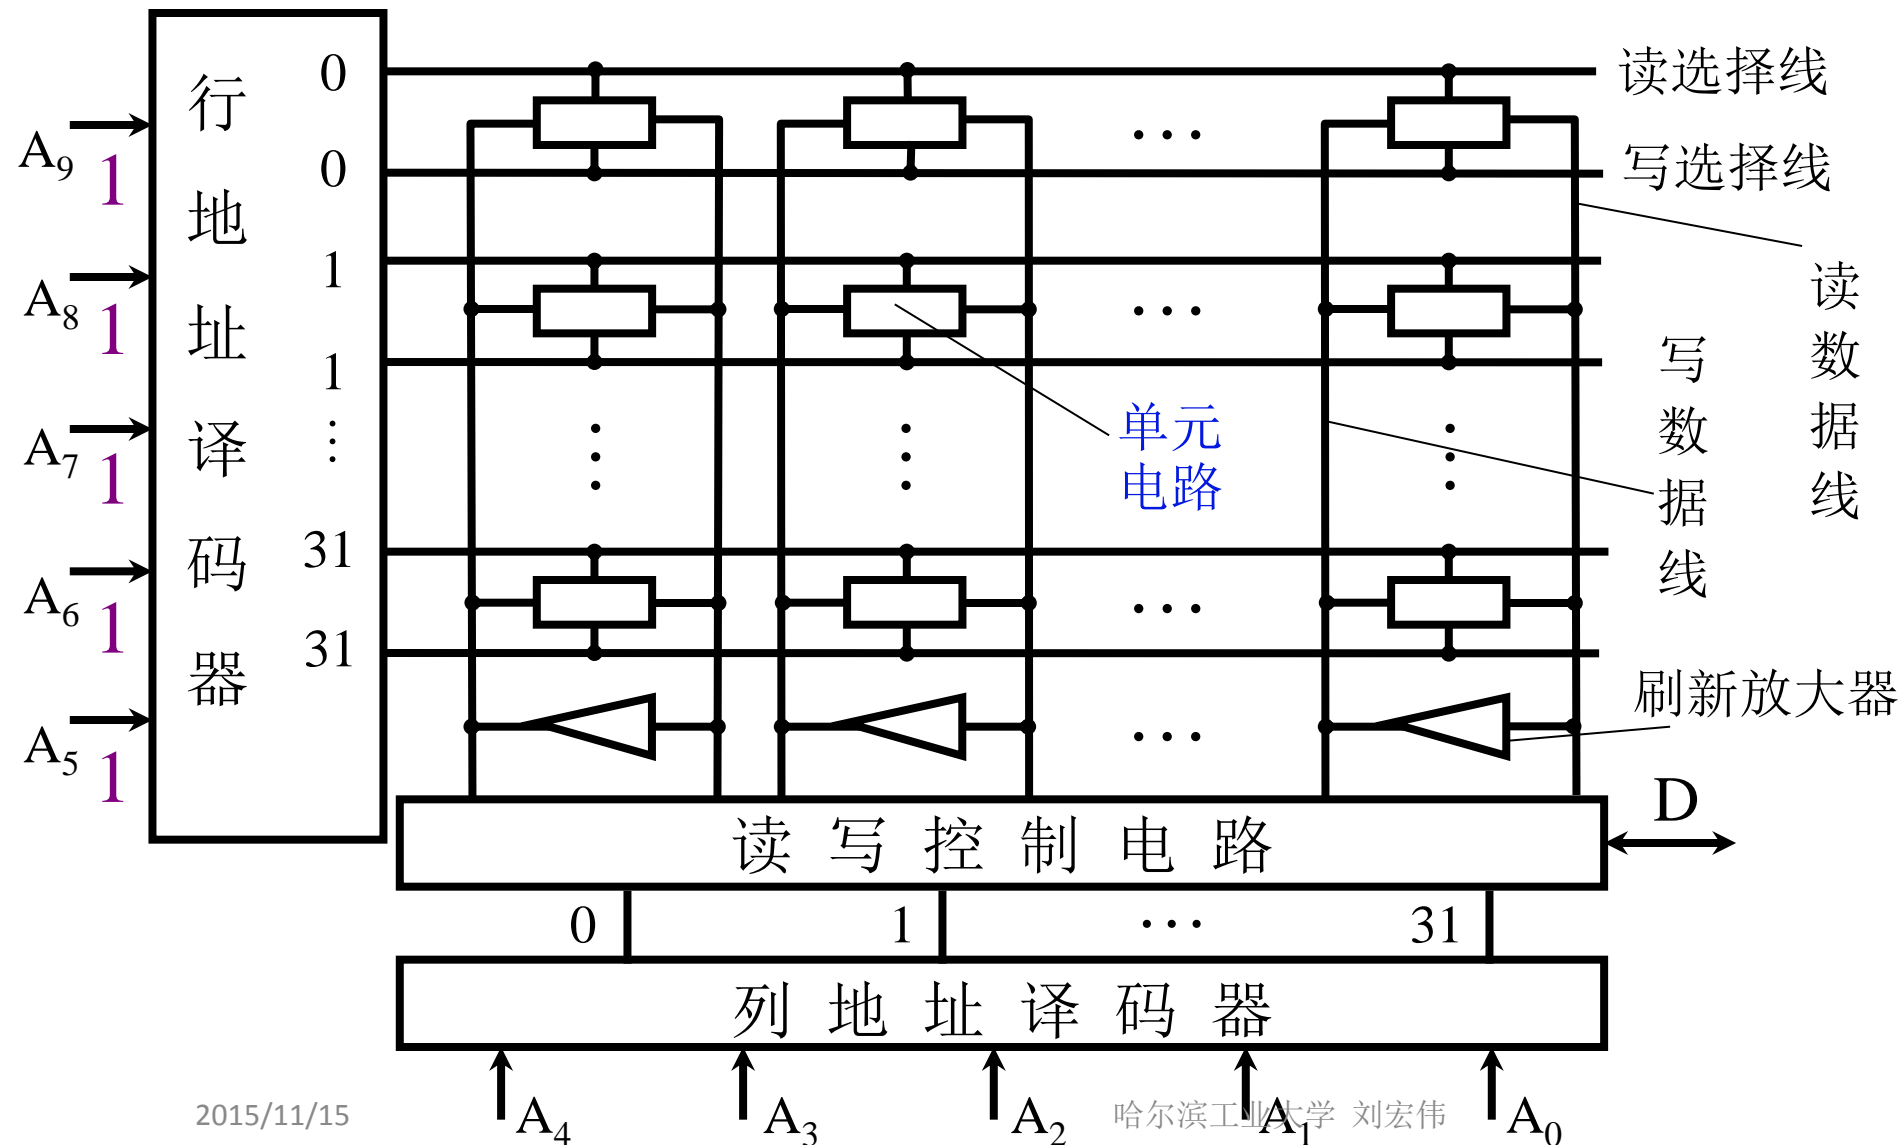 行地址译码器
A9 1
A8 1
A7 1
A6 1
A5 1
0
0
1
1
⋮
31
31
读选择线
写选择线
读数据线
写数据线
单元
电路
刷新放大器
…
…
…
…
读写控制电路
D
0 1 … 31
列地址译码器
A4 A3 A2 A1 A0
2015/11/15
哈尔滨工业大学 刘宏伟